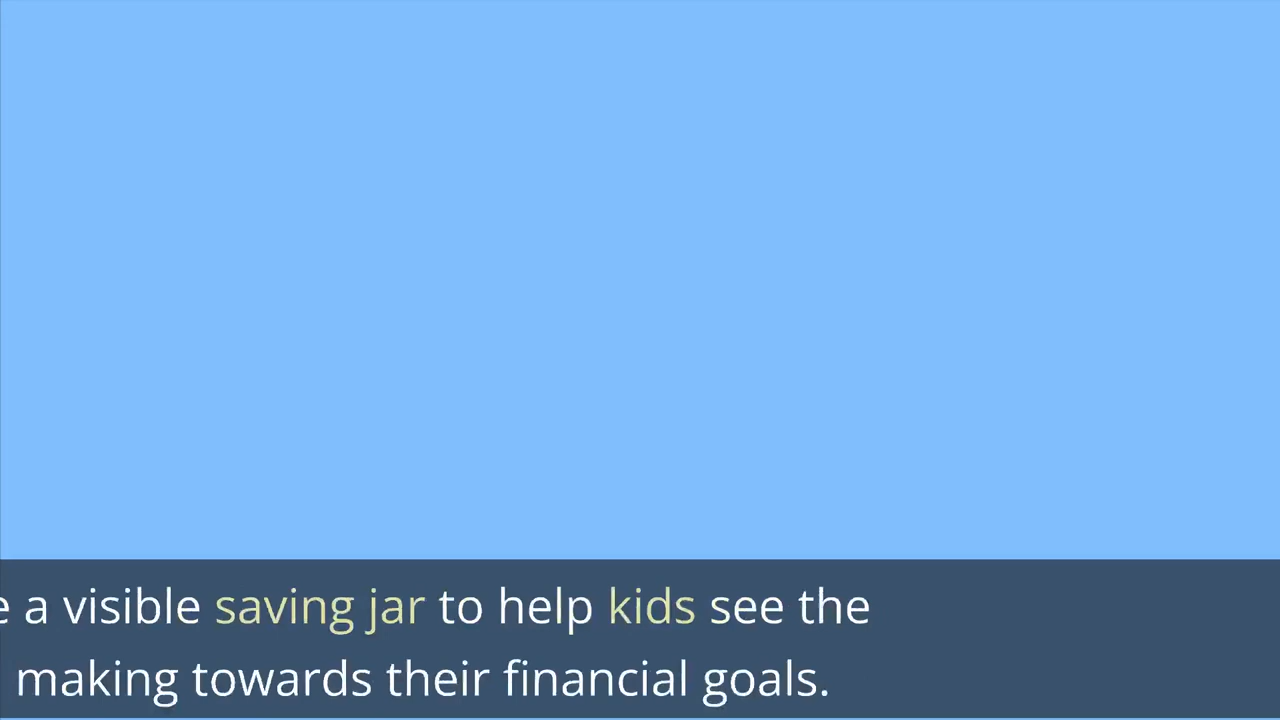 a visible saving jar to help kids see the
making towards their financial goals.